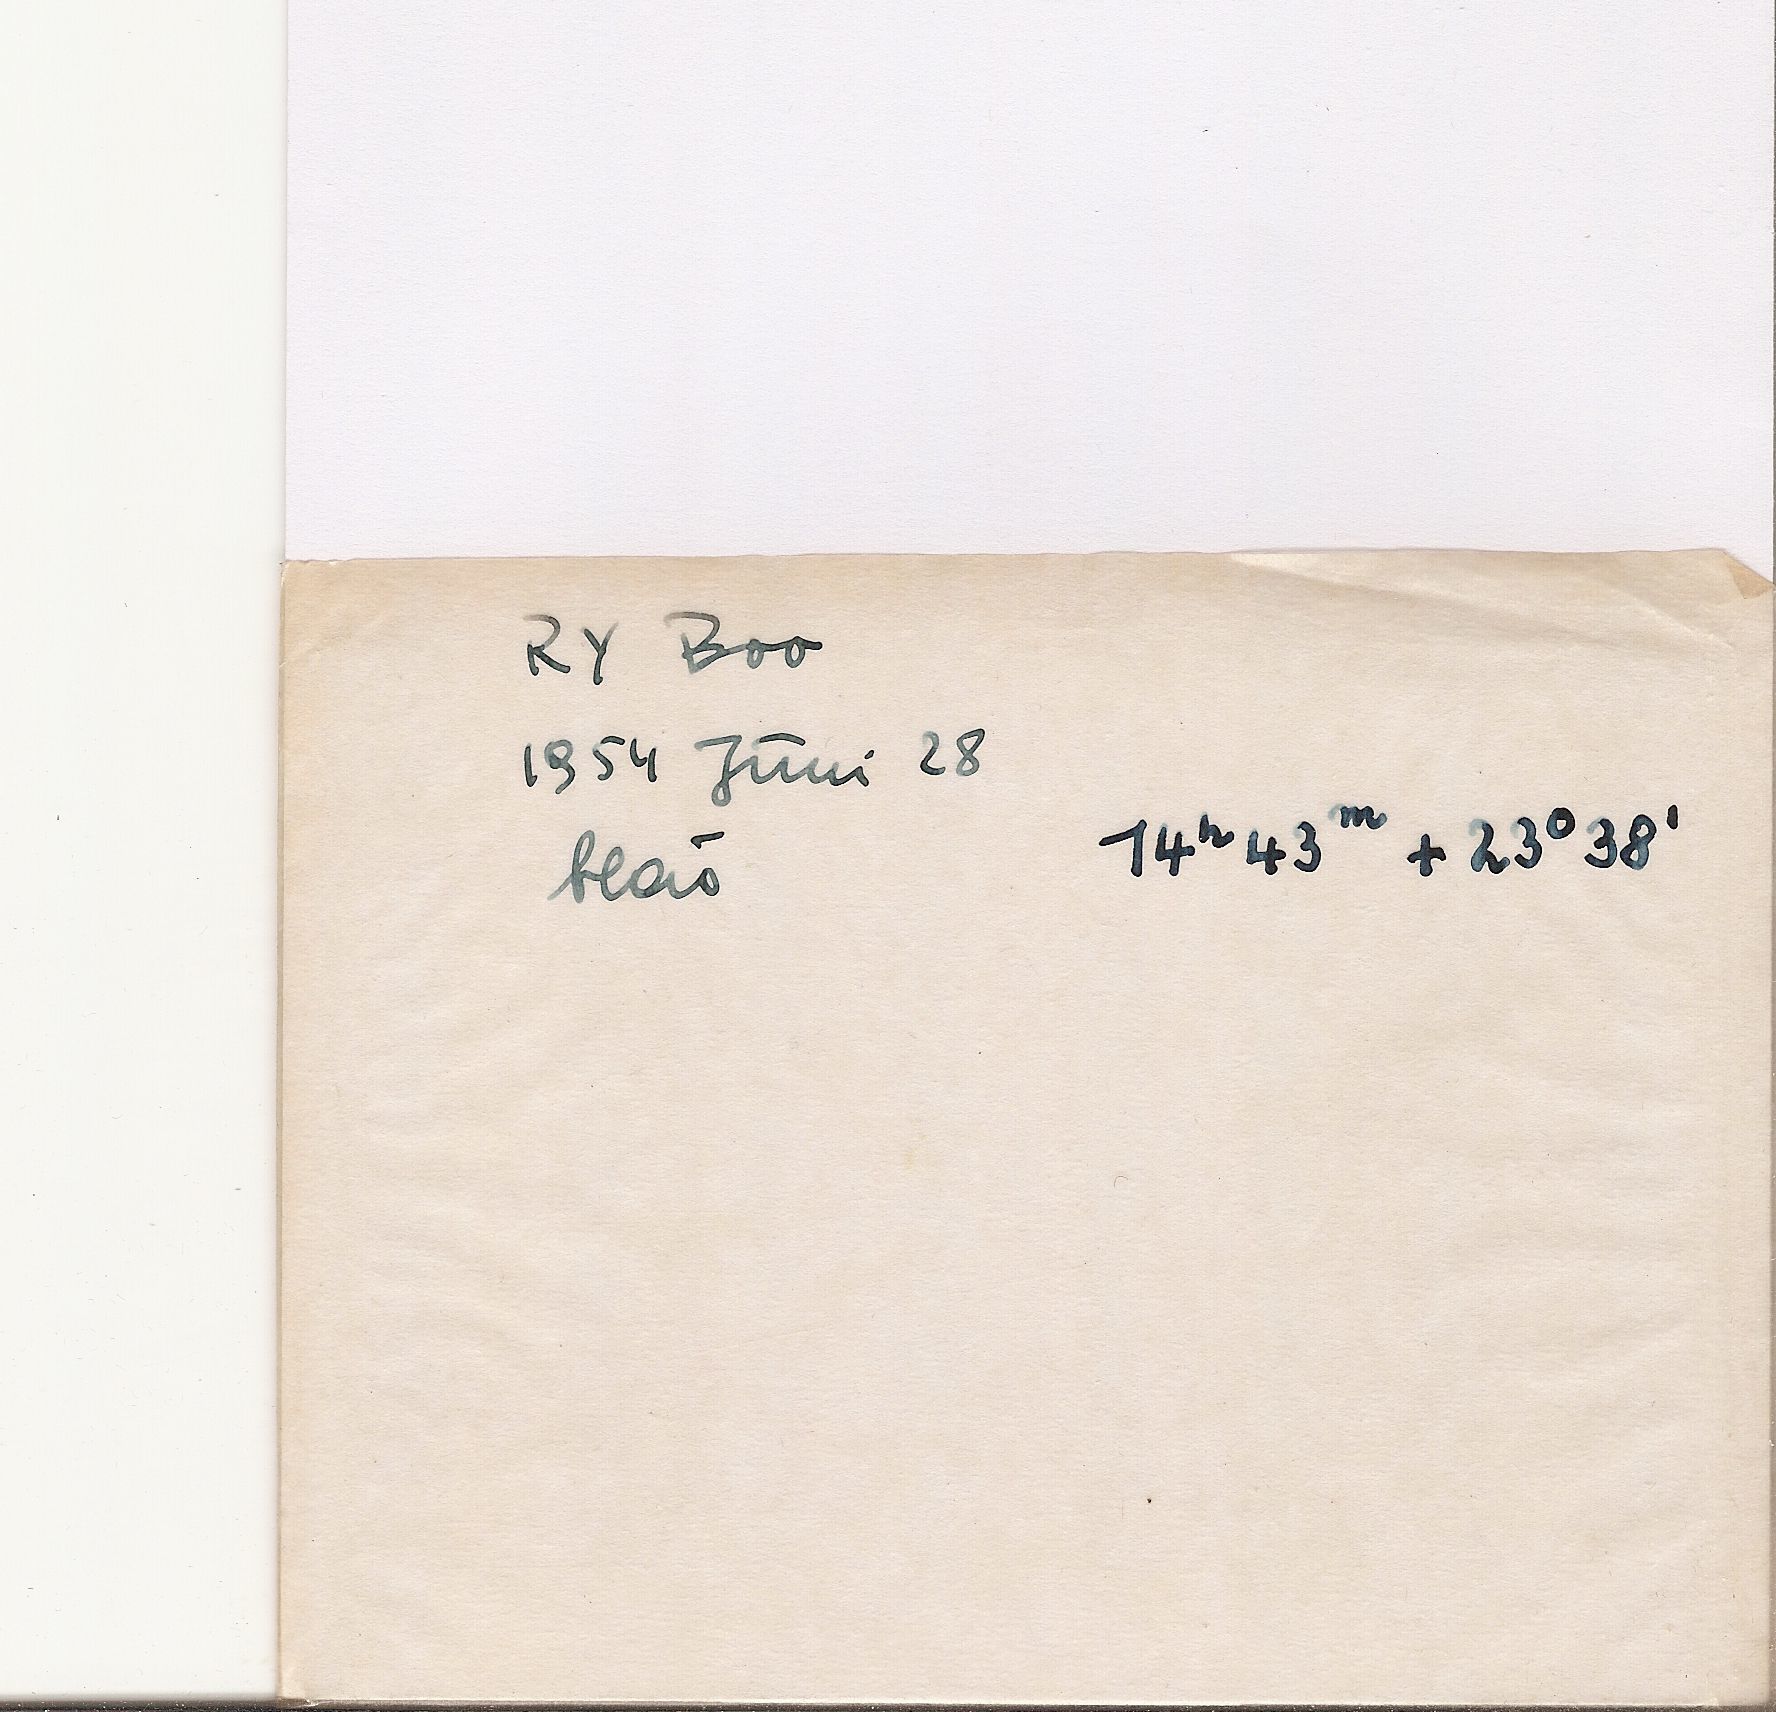 RY Boo
1954 Juni 28
blau
14ʰ 43ᵐ + 23° 38'